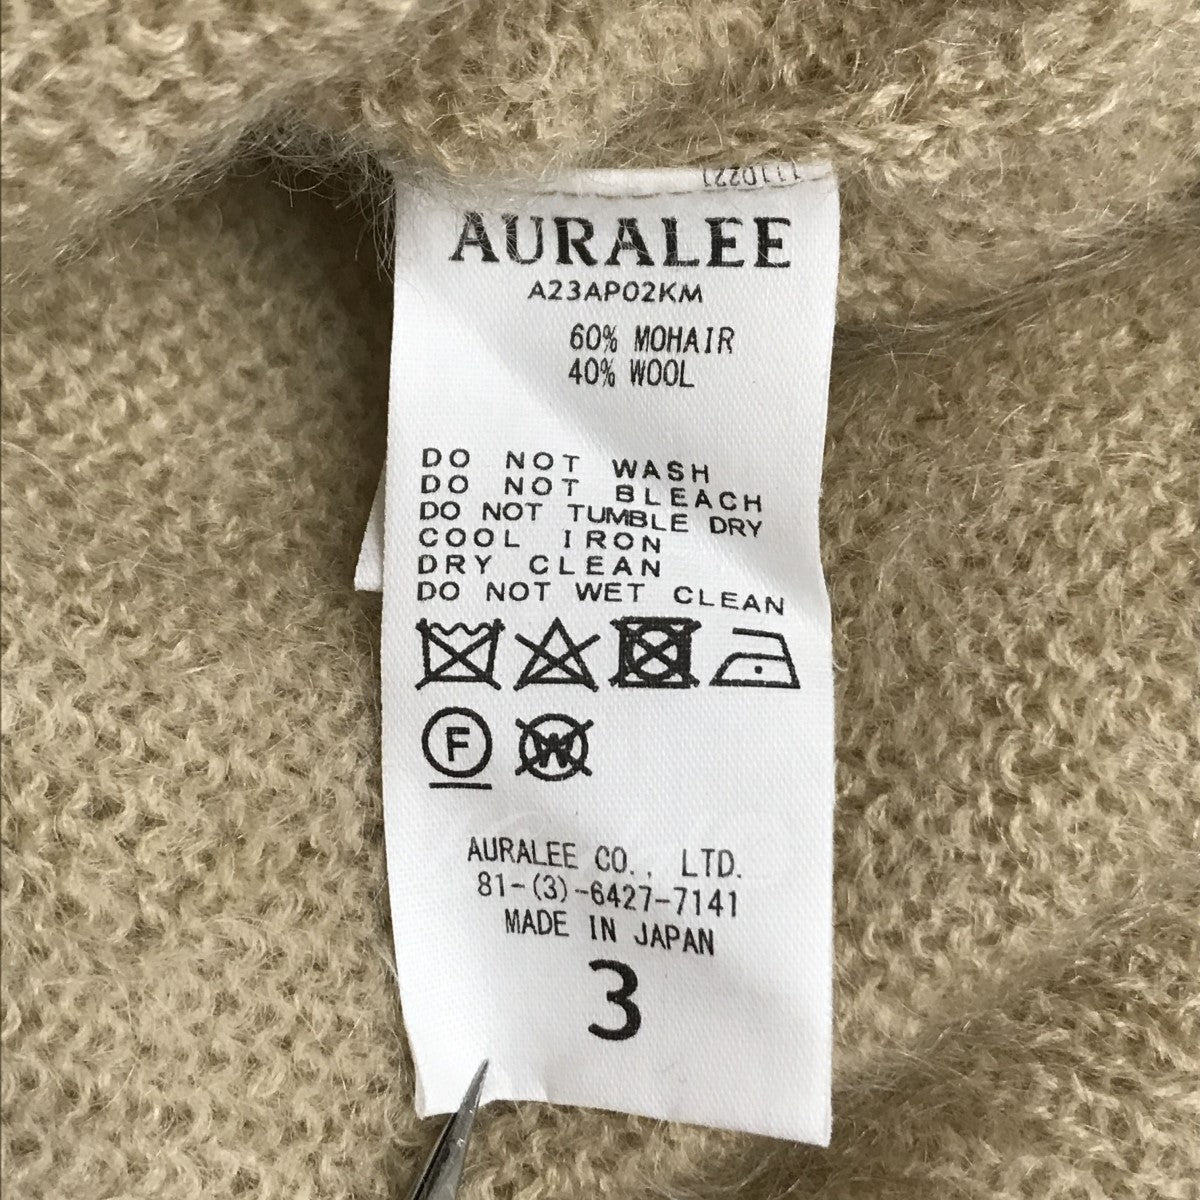 1110221
AURALEE
A23AP02KM
60% MOHAIR
40% WOOL
DO NOT WASH
DO NOT BLEACH
DO NOT TUMBLE DRY
COOL IRON
DRY CLEAN
DO NOT WET CLEAN
F W
AURALEE CO., LTD.
81-(3)-6427-7141
MADE IN JAPAN
3